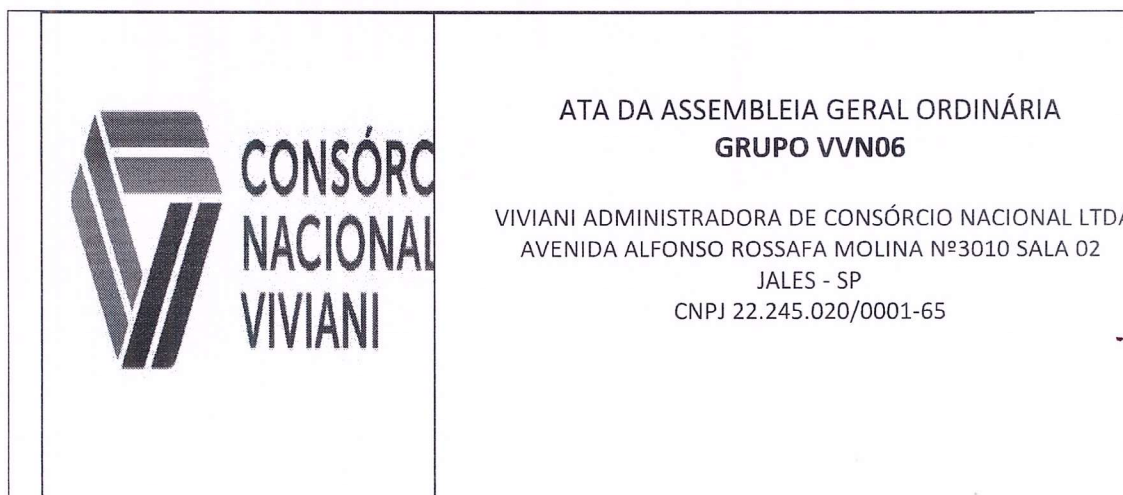 CONSÓRC
NACIONAL
VIVIANI
ATA DA ASSEMBLEIA GERAL ORDINÁRIA
GRUPO VVN06
VIVIANI ADMINISTRADORA DE CONSÓRCIO NACIONAL LTDA
AVENIDA ALFONSO ROSSAFA MOLINA Nº3010 SALA 02
JALES - SP
CNPJ 22.245.020/0001-65